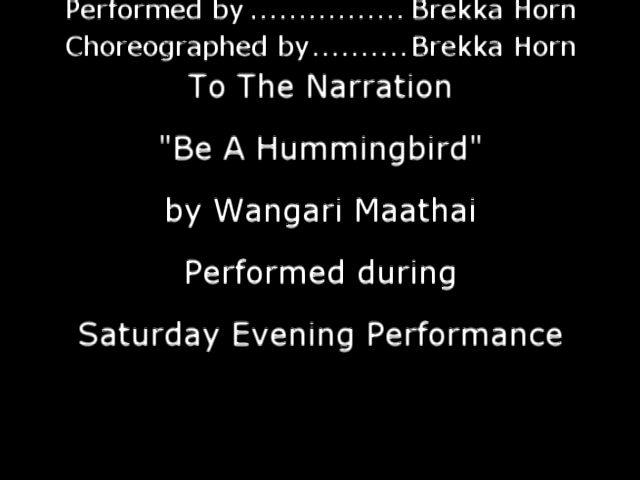 Performed by ................ Brekka Horn
Choreographed by..........Brekka Horn
To The Narration
"Be A Hummingbird"
by Wangari Maathai
Performed during
Saturday Evening Performance